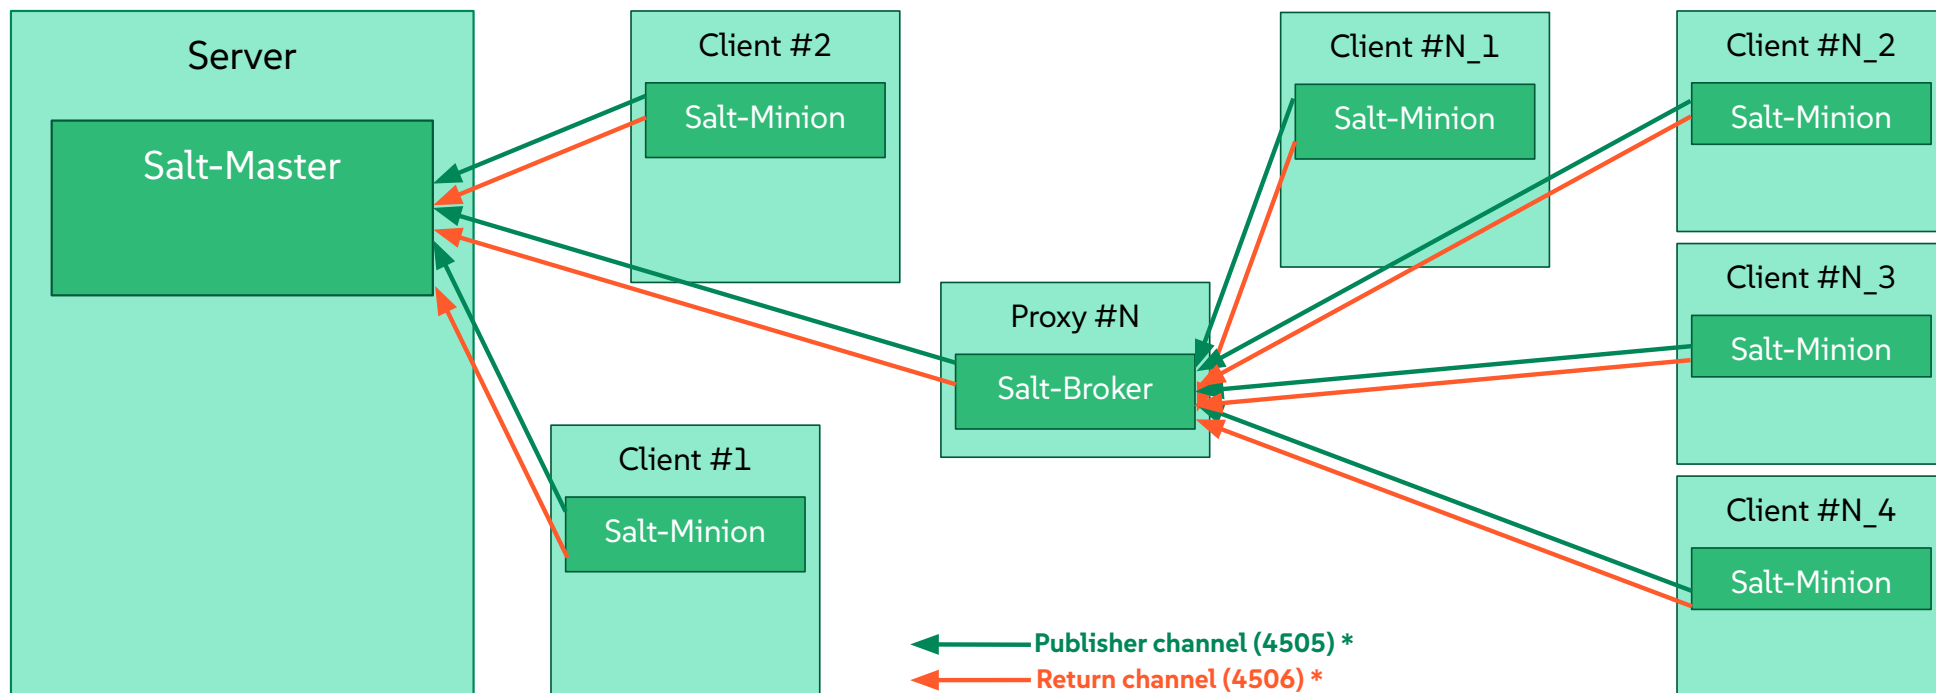 Server
Salt-Master
Client #2
Salt-Minion
Client #1
Salt-Minion
Proxy #N
Salt-Broker
Client #N_1
Salt-Minion
Client #N_2
Salt-Minion
Client #N_3
Salt-Minion
Client #N_4
Salt-Minion
Publisher channel (4505) *
Return channel (4506) *